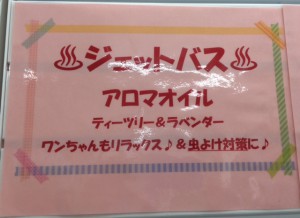 ♨ジェットバス♨
アロマオイル
ティーツリー＆ラベンダー
ワンちゃんもリラックス♪＆虫よけ対策に♪